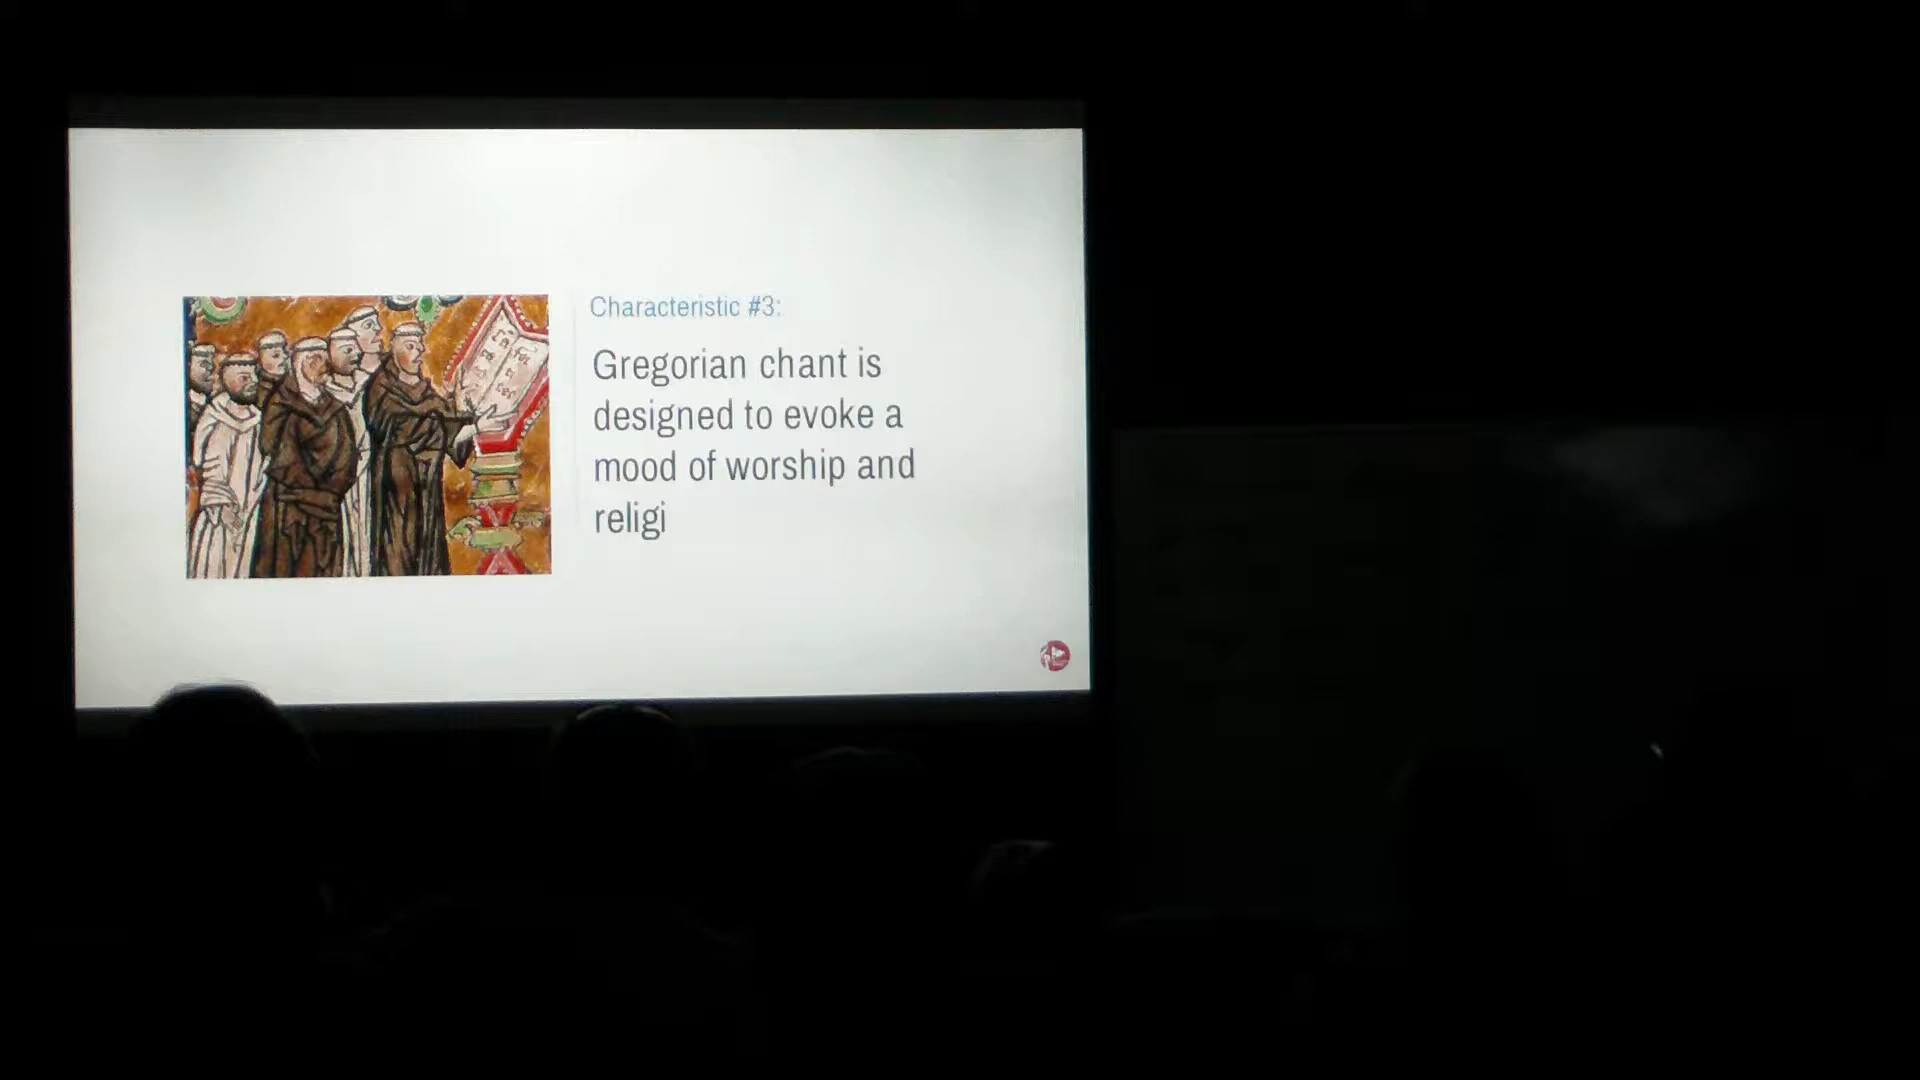 Characteristic #3:
Gregorian chant is
designed to evoke a
mood of worship and
religi